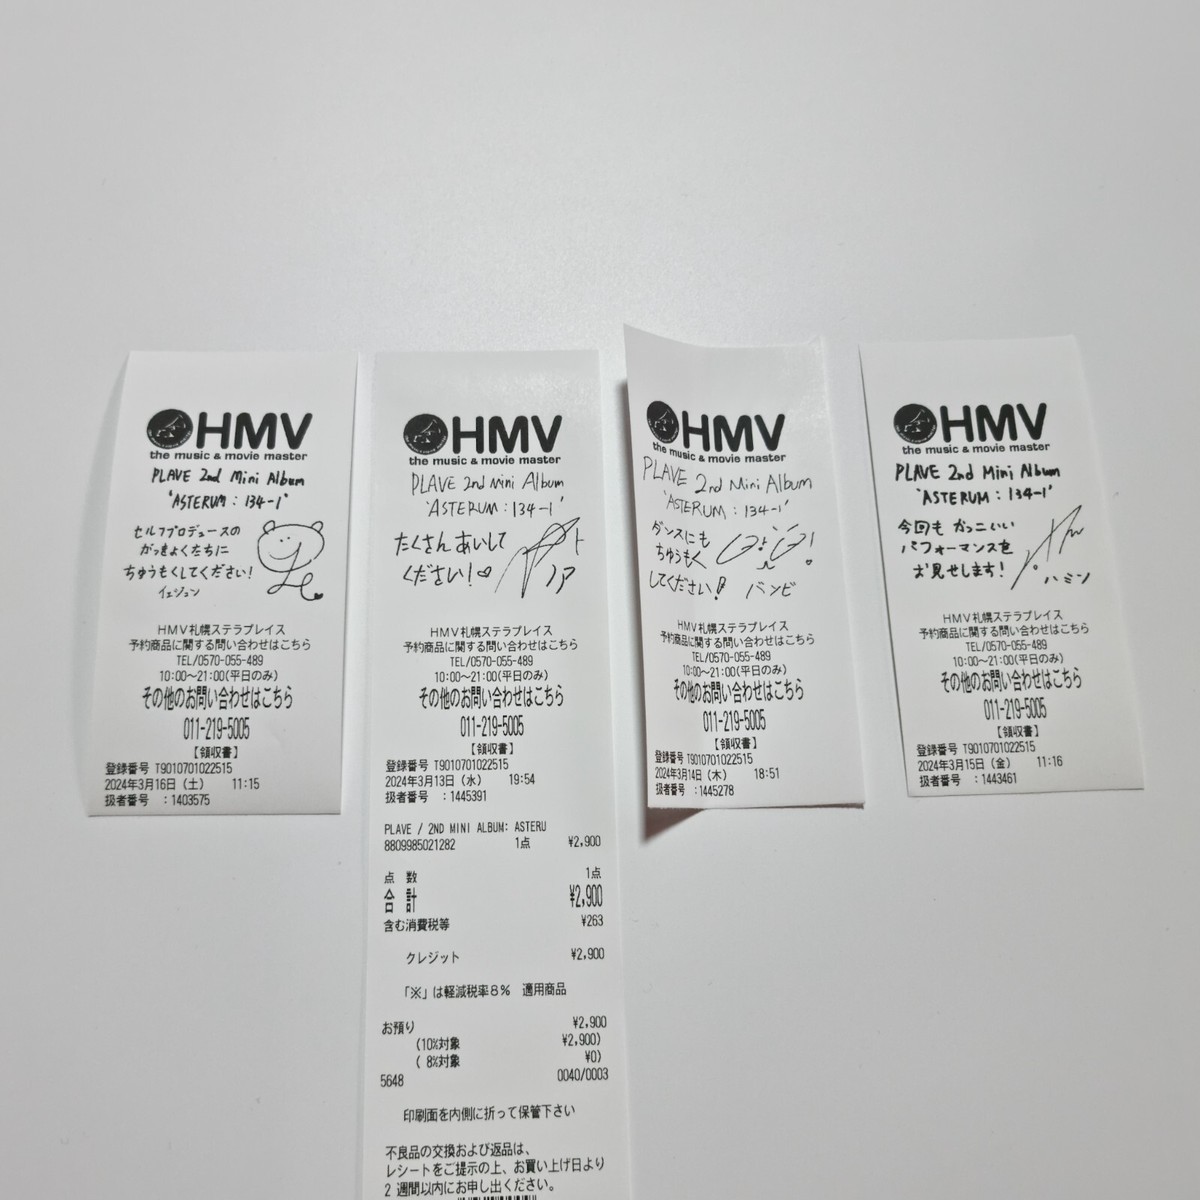 HMV
the music & movie master
PLAVE 2nd Mini Album
'ASTERUM : 134-1'
セルフプロデュースの
がっきょくたちに
ちゅうもくしてください!
イェジュン
HMV札幌ステラプレイス
予約商品に関する問い合わせはこちら
TEL/0570-055-489
10:00～21:00(平日のみ)
その他のお問い合わせはこちら
011-219-5005
【領収書】
登録番号 T9010701022515
2024年3月16日（土） 11:15
扱者番号 :1403575
HMV
the music & movie master
PLAVE 2nd Mini Album
'ASTERUM : 134-1'
たくさん あいして
ください!♡
ノア
HMV札幌ステラプレイス
予約商品に関する問い合わせはこちら
TEL/0570-055-489
10:00～21:00(平日のみ)
その他のお問い合わせはこちら
011-219-5005
【領収書】
登録番号 T9010701022515
2024年3月13日（水） 19:54
扱者番号 :1445391
PLAVE / 2ND MINI ALBUM: ASTERU
8809985021282 1点 ¥2,900
点 数 1点
合 計 ¥2,900
含む消費税等 ¥263
クレジット ¥2,900
「※」は軽減税率8% 適用商品
お預り ¥2,900
(10%対象 ¥2,900)
( 8%対象 ¥0)
5648 0040/0003
印刷面を内側に折って保管下さい
不良品の交換および返品は、
レシートをご提示の上、お買い上げ日より
2 週間以内にお申し出ください。
HMV
the music & movie master
PLAVE 2nd Mini Album
'ASTERUM : 134-1'
ダンスにも
ちゅうもく
してください!
バンビ
HMV札幌ステラプレイス
予約商品に関する問い合わせはこちら
TEL/0570-055-489
10:00～21:00(平日のみ)
その他のお問い合わせはこちら
011-219-5005
【領収書】
登録番号 T9010701022515
2024年3月14日（木） 18:51
扱者番号 :1445278
HMV
the music & movie master
PLAVE 2nd Mini Album
'ASTERUM : 134-1'
今回も かっこいい
パフォーマンスを
お見せします!
ハミン
HMV札幌ステラプレイス
予約商品に関する問い合わせはこちら
TEL/0570-055-489
10:00～21:00(平日のみ)
その他のお問い合わせはこちら
011-219-5005
【領収書】
登録番号 T9010701022515
2024年3月15日（金） 11:16
扱者番号 :1443461